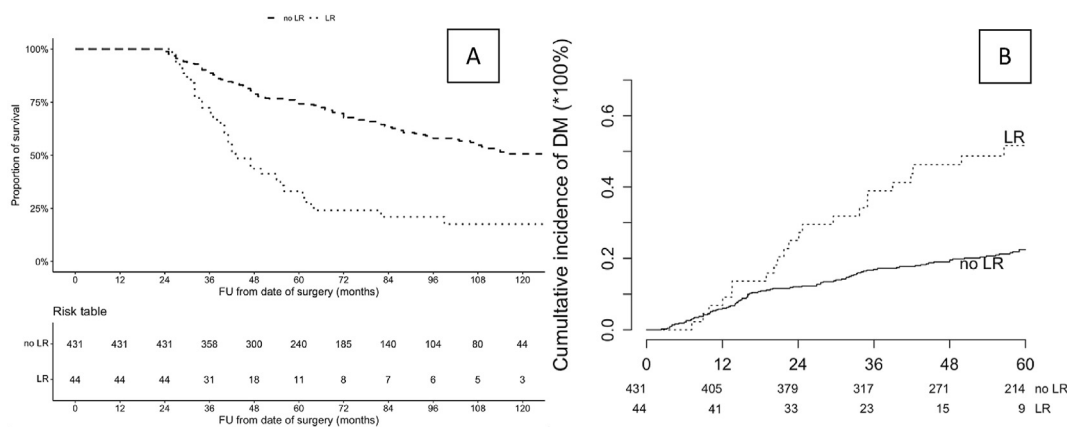 no LR LR
A
Proportion of survival
100%
75%
50%
25%
0%
0 12 24 36 48 60 72 84 96 108 120
FU from date of surgery (months)
Risk table
no LR 431 431 431 358 300 240 185 140 104 80 44
LR 44 44 44 31 18 11 8 7 6 5 3
0 12 24 36 48 60 72 84 96 108 120
FU from date of surgery (months)
B
Cumultative incidence of DM (*100%)
0.6
0.4
0.2
0.0
LR
no LR
0 12 24 36 48 60
431 405 379 317 271 214 no LR
44 41 33 23 15 9 LR